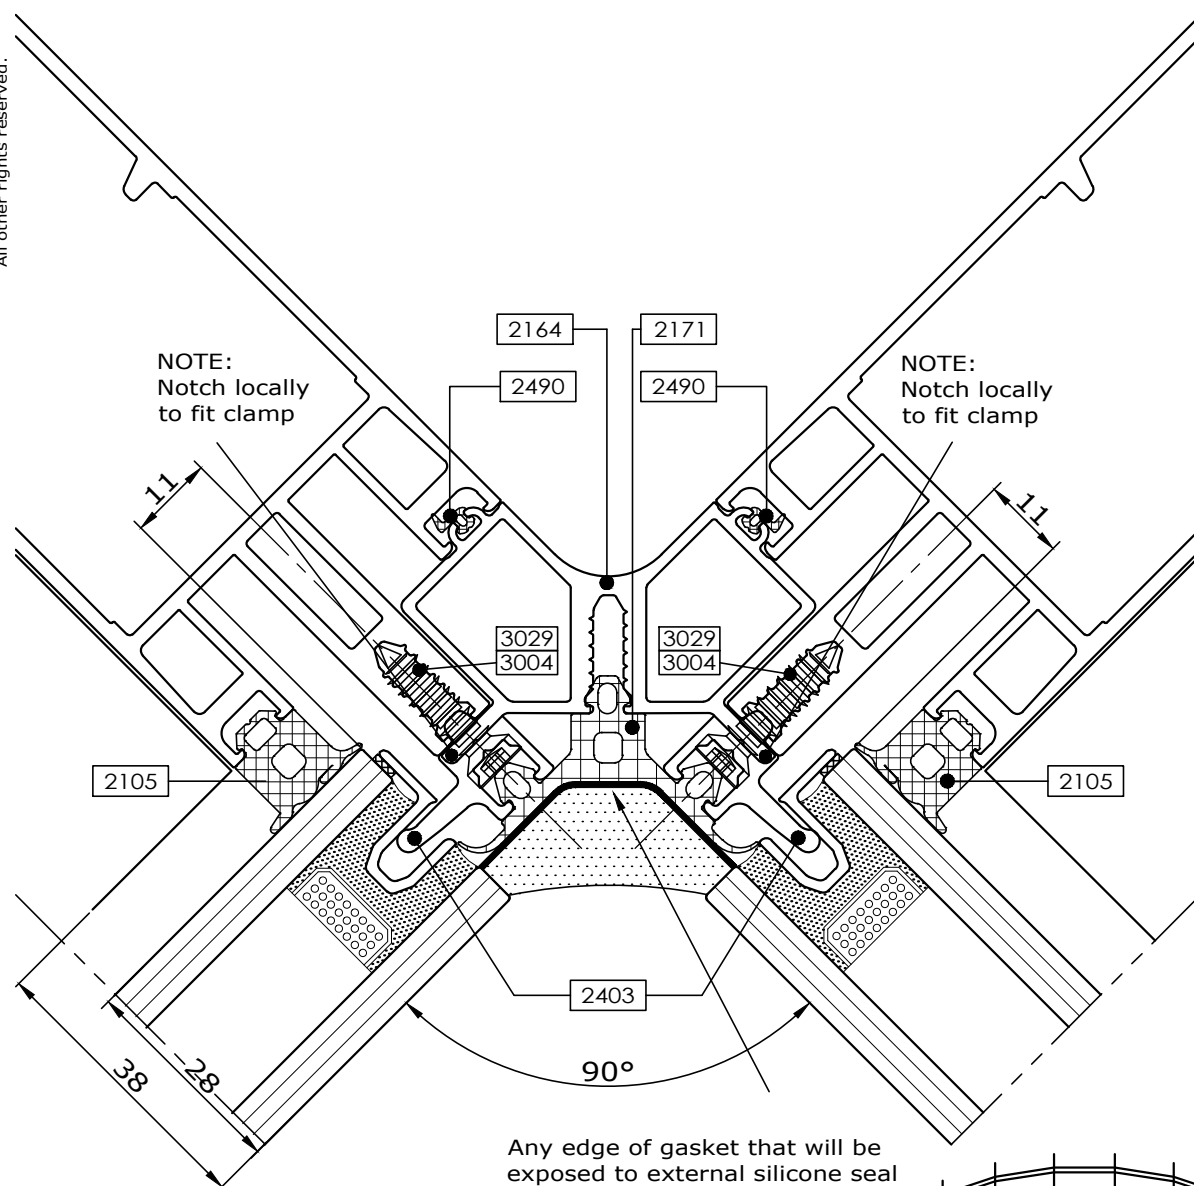 All other rights reserved.
2164
2171
NOTE:
Notch locally
to fit clamp
2490
2490
NOTE:
Notch locally
to fit clamp
11
11
3029
3004
3029
3004
2105
2105
2403
90°
38
28
Any edge of gasket that will be
exposed to external silicone seal